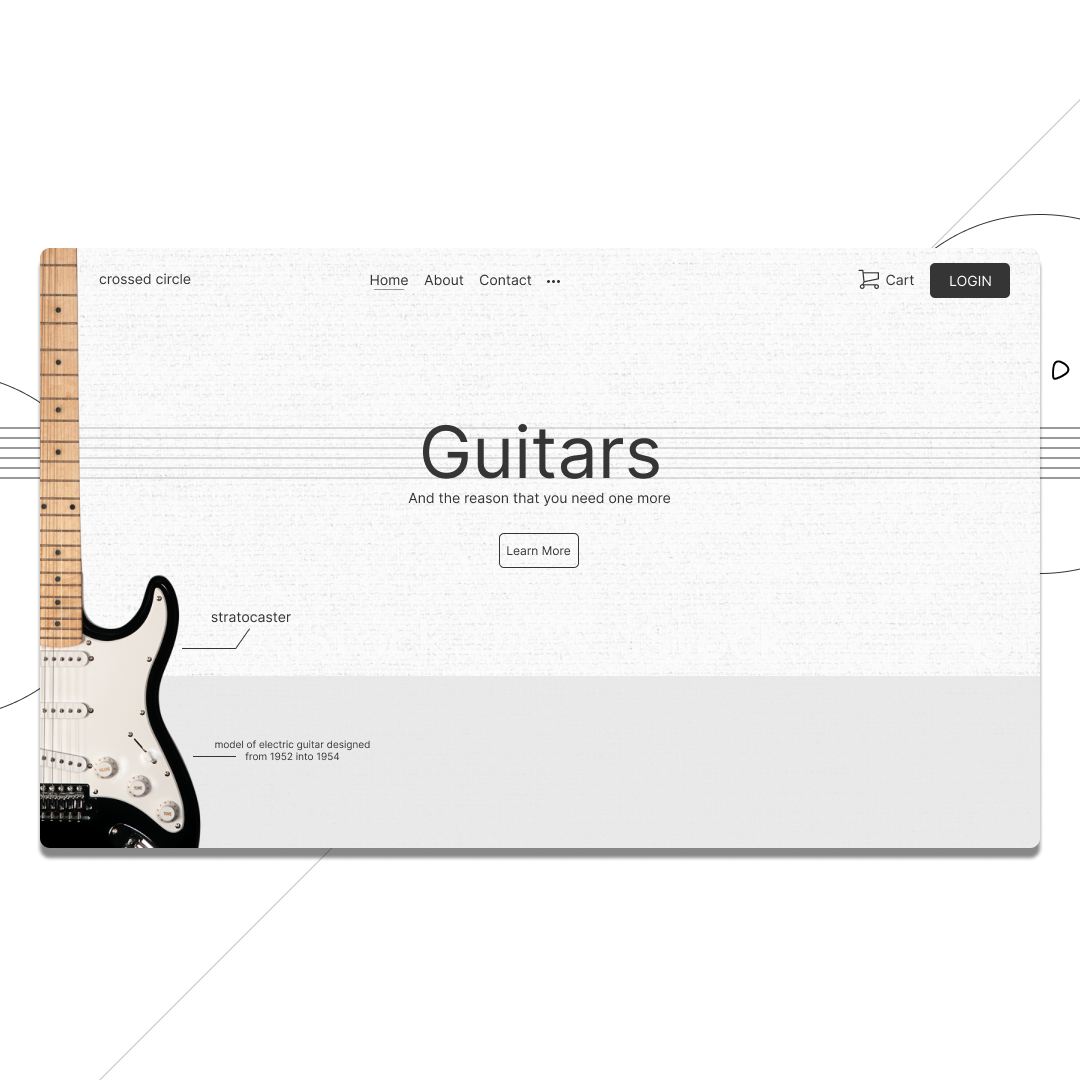 crossed circle
Home About Contact •••
Cart LOGIN
Guitars
And the reason that you need one more
Learn More
stratocaster
model of electric guitar designed
from 1952 into 1954
TONE